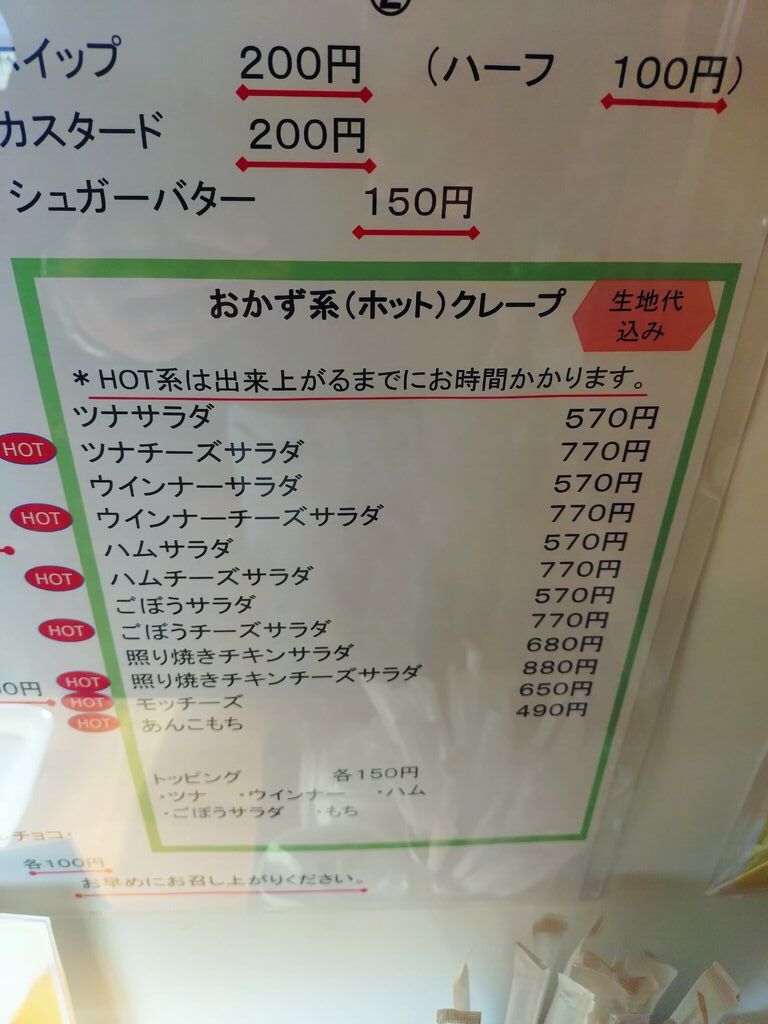 ②
ホイップ 200円 (ハーフ 100円)
カスタード 200円
シュガーバター 150円
おかず系(ホット)クレープ 生地代込み
*HOT系は出来上がるまでにお時間かかります。
ツナサラダ 570円
HOT ツナチーズサラダ 770円
ウインナーサラダ 570円
HOT ウインナーチーズサラダ 770円
ハムサラダ 570円
HOT ハムチーズサラダ 770円
ごぼうサラダ 570円
HOT ごぼうチーズサラダ 770円
照り焼きチキンサラダ 680円
HOT 照り焼きチキンチーズサラダ 880円
HOT モッチーズ 650円
HOT あんこもち 490円
0円
トッピング 各150円
・ツナ ・ウインナー ・ハム
・ごぼうサラダ ・もち
チョコ・
各100円
お早めにお召し上がりください。